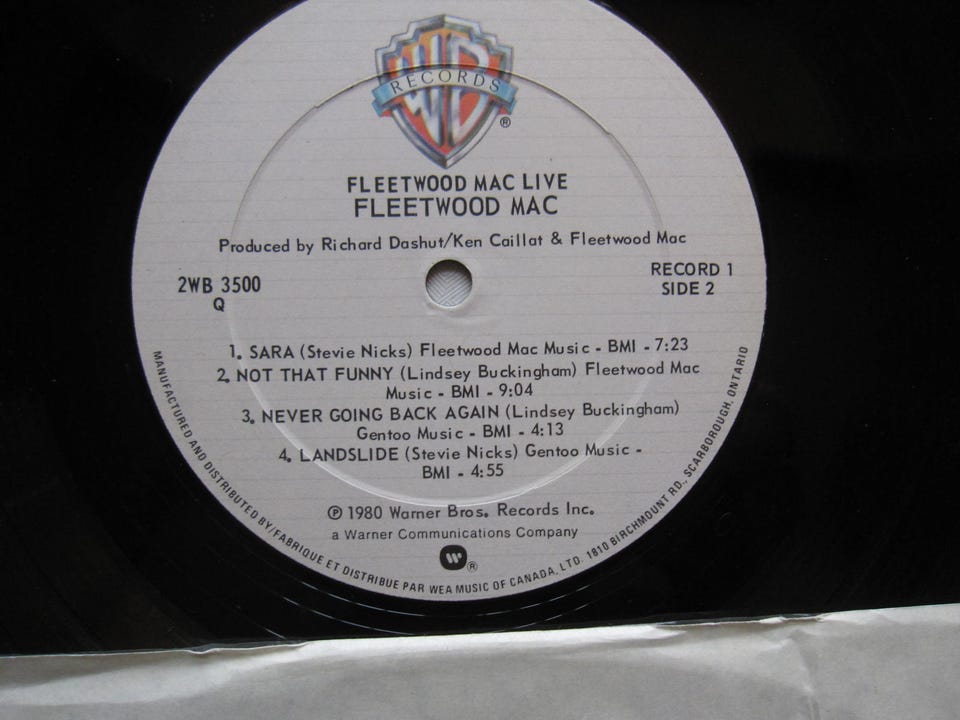 WB
RECORDS
®
FLEETWOOD MAC LIVE
FLEETWOOD MAC
Produced by Richard Dashut/Ken Caillat & Fleetwood Mac
2WB 3500
Q
RECORD 1
SIDE 2
1. SARA (Stevie Nicks) Fleetwood Mac Music - BMI - 7:23
2. NOT THAT FUNNY (Lindsey Buckingham) Fleetwood Mac
Music - BMI - 9:04
3. NEVER GOING BACK AGAIN (Lindsey Buckingham)
Gentoo Music - BMI - 4:13
4. LANDSLIDE (Stevie Nicks) Gentoo Music -
BMI - 4:55
℗ 1980 Warner Bros. Records Inc.
a Warner Communications Company
W ®
MANUFACTURED AND DISTRIBUTED BY/FABRIQUE ET DISTRIBUE PAR WEA MUSIC OF CANADA, LTD. 1810 BIRCHMOUNT RD., SCARBOROUGH, ONTARIO